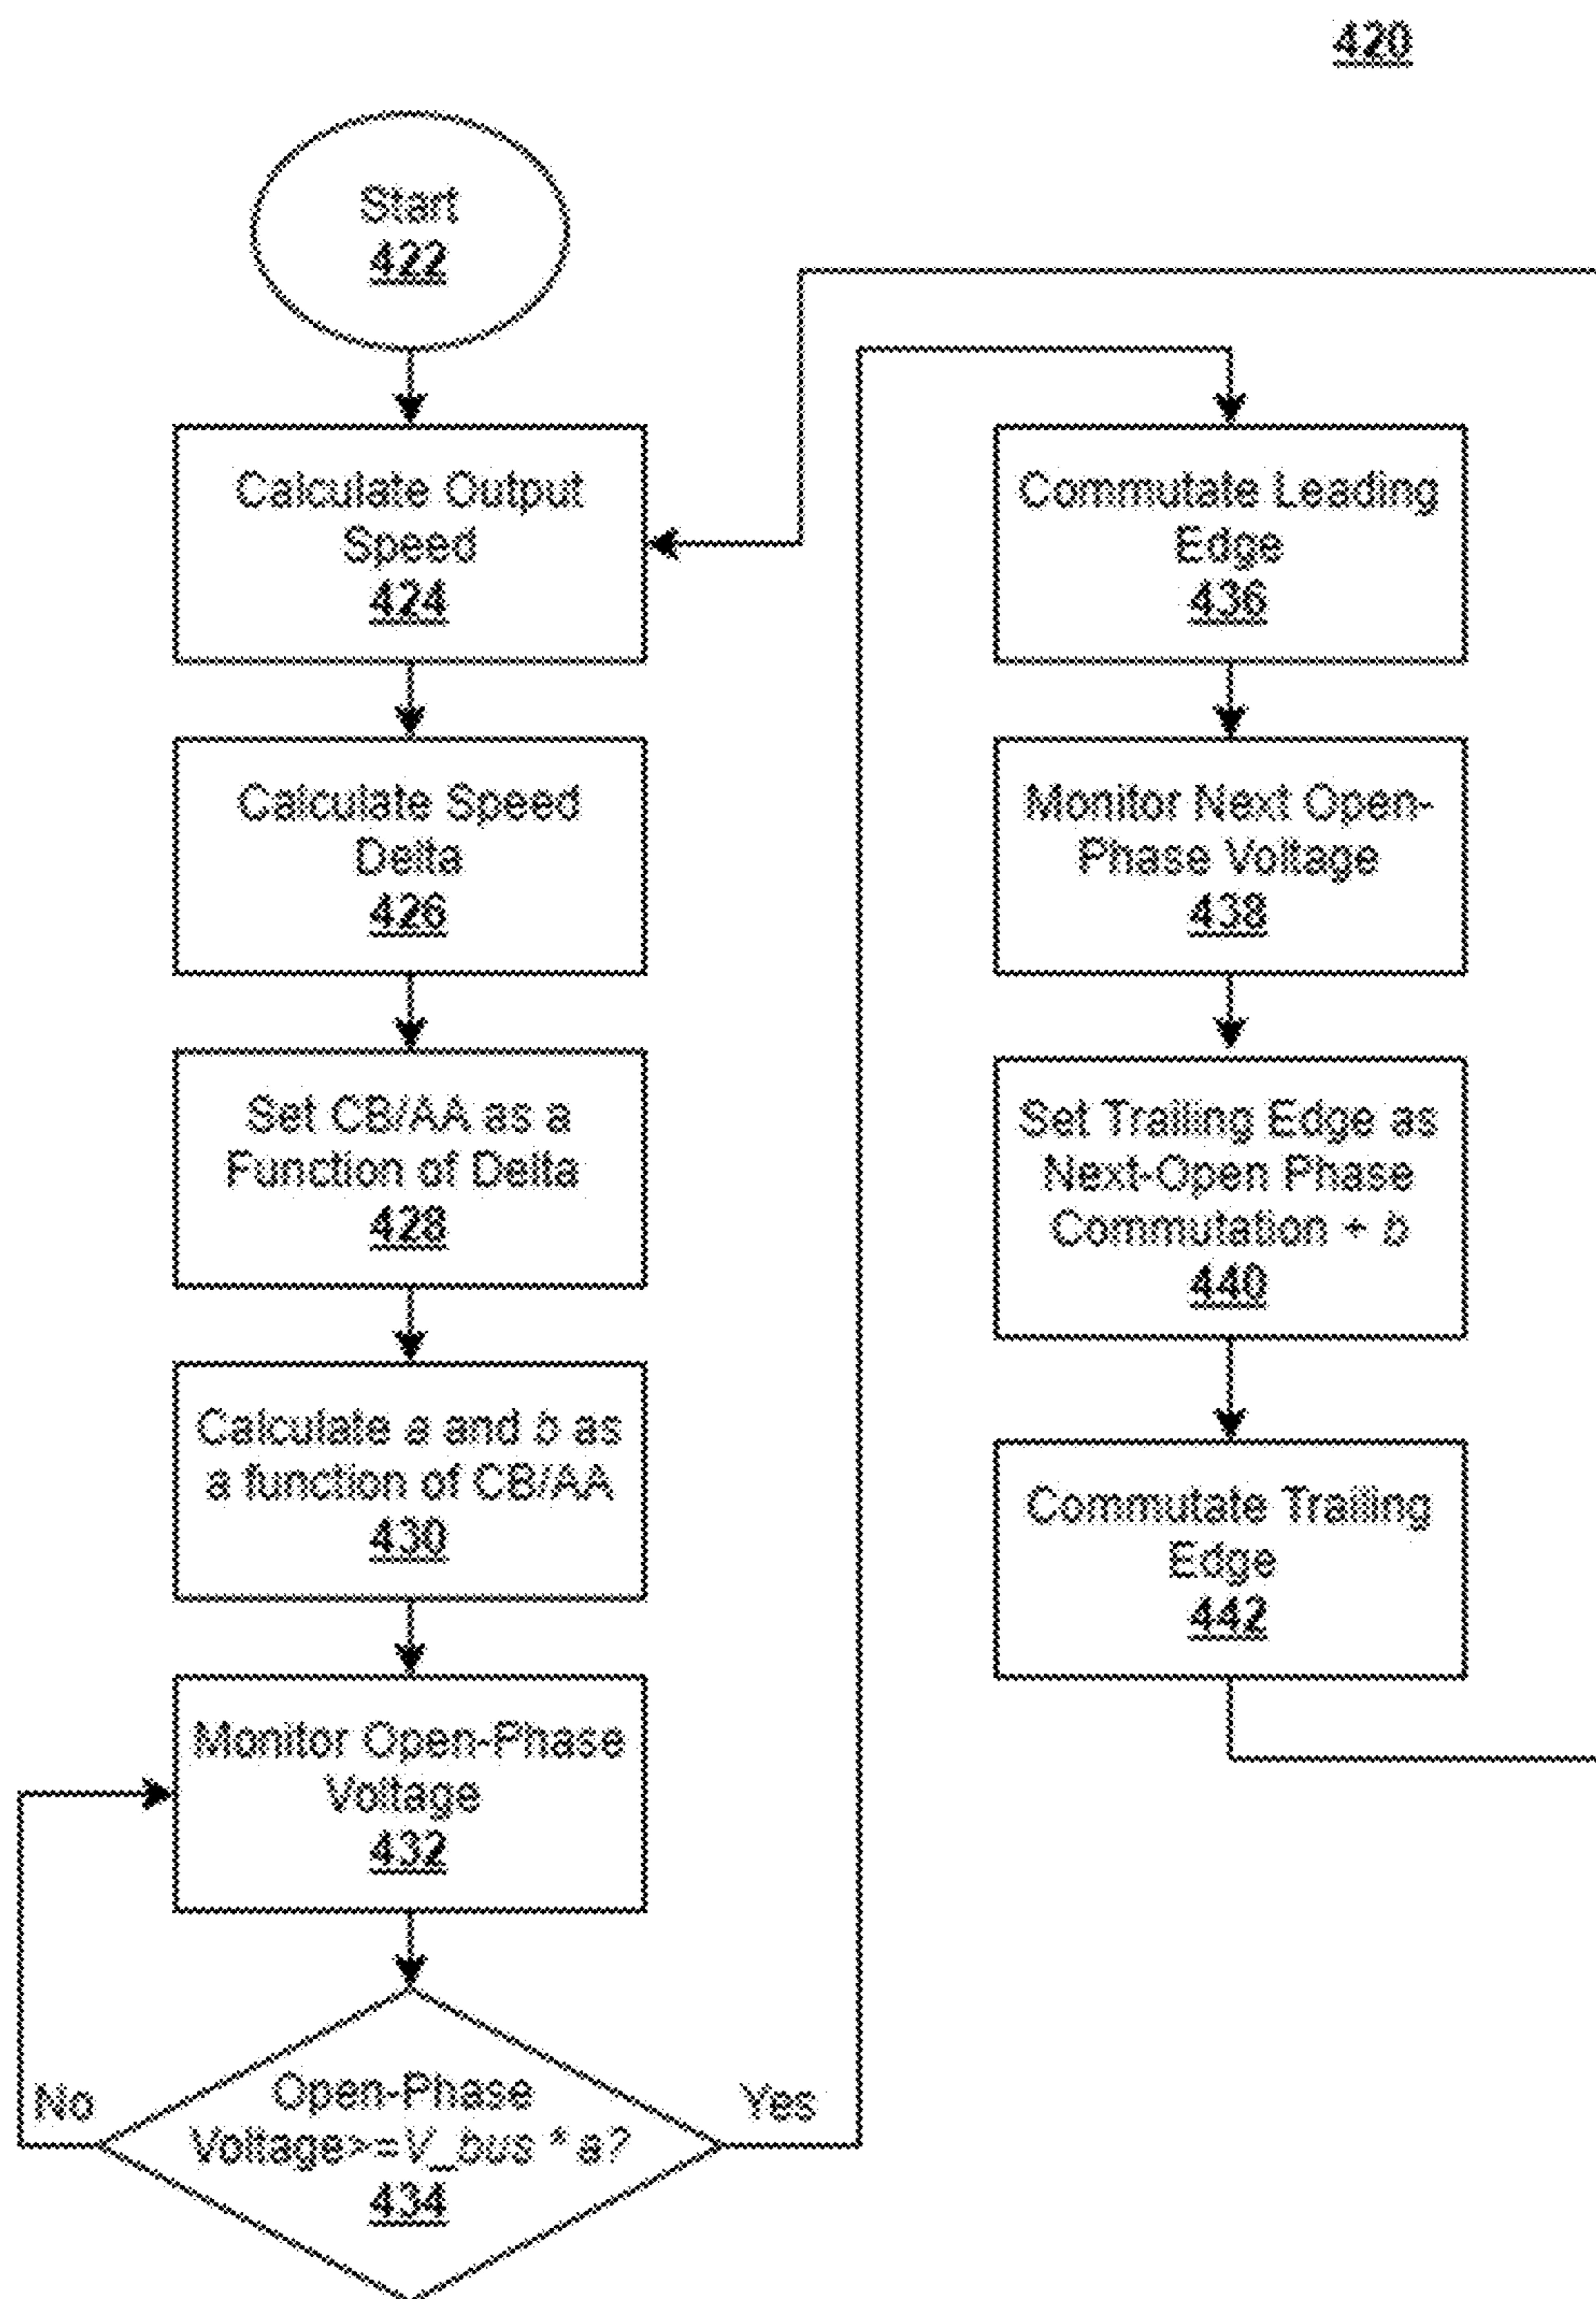 420
Start
422
Calculate Output
Speed
424
Calculate Speed
Delta
426
Set CB/AA as a
Function of Delta
428
Calculate a and b as
a function of CB/AA
430
Monitor Open-Phase
Voltage
432
No
Open-Phase
Voltage>=V_bus * a?
434
Yes
Commutate Leading
Edge
436
Monitor Next Open-
Phase Voltage
438
Set Trailing Edge as
Next-Open Phase
Commutation + b
440
Commutate Trailing
Edge
442